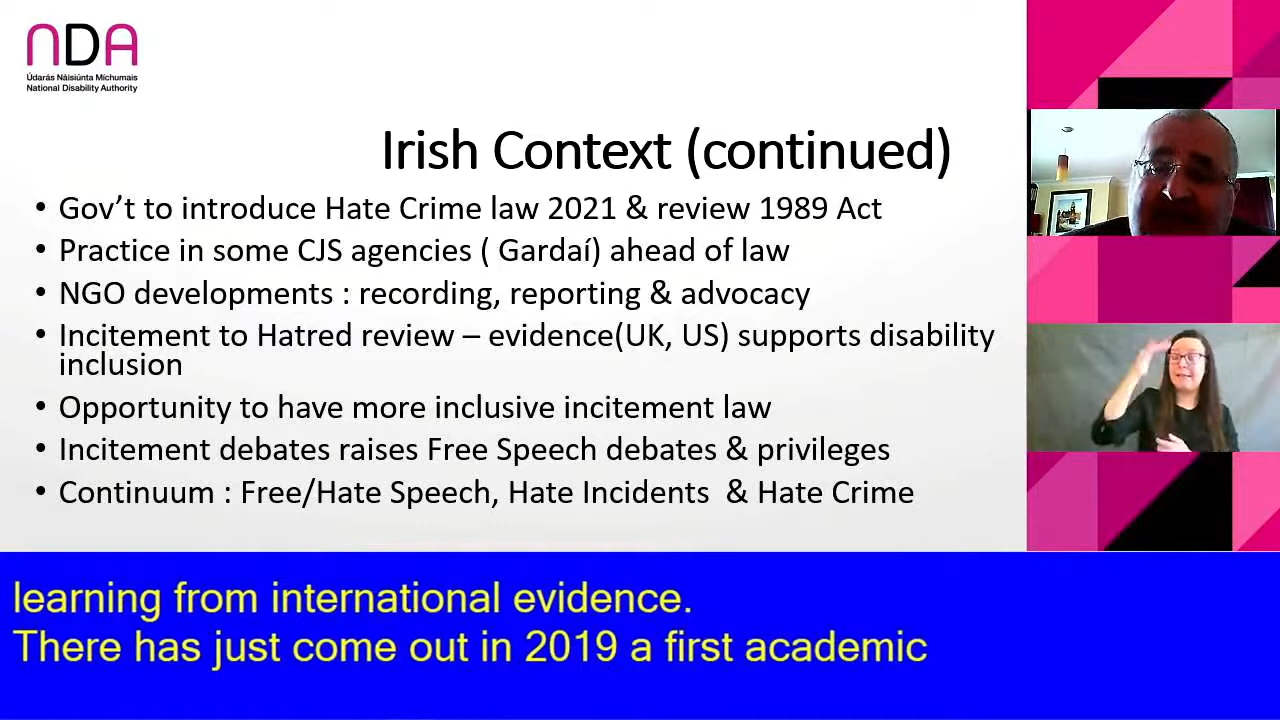 NDA
Údarás Náisiúnta Míchumais
National Disability Authority
Irish Context (continued)
• Gov’t to introduce Hate Crime law 2021 & review 1989 Act
• Practice in some CJS agencies ( Gardaí) ahead of law
• NGO developments : recording, reporting & advocacy
• Incitement to Hatred review – evidence(UK, US) supports disability
inclusion
• Opportunity to have more inclusive incitement law
• Incitement debates raises Free Speech debates & privileges
• Continuum : Free/Hate Speech, Hate Incidents & Hate Crime
learning from international evidence.
There has just come out in 2019 a first academic